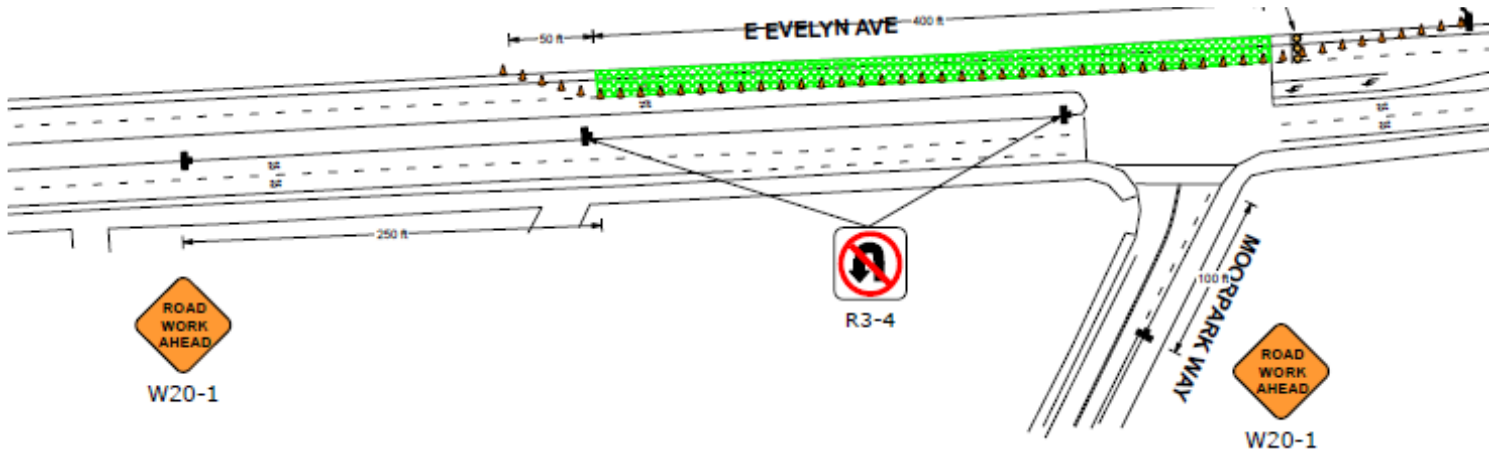 E EVELYN AVE
400 ft
50 ft
250 ft
R3-4
ROAD
WORK
AHEAD
W20-1
MOORPARK WAY
100 ft
ROAD
WORK
AHEAD
W20-1